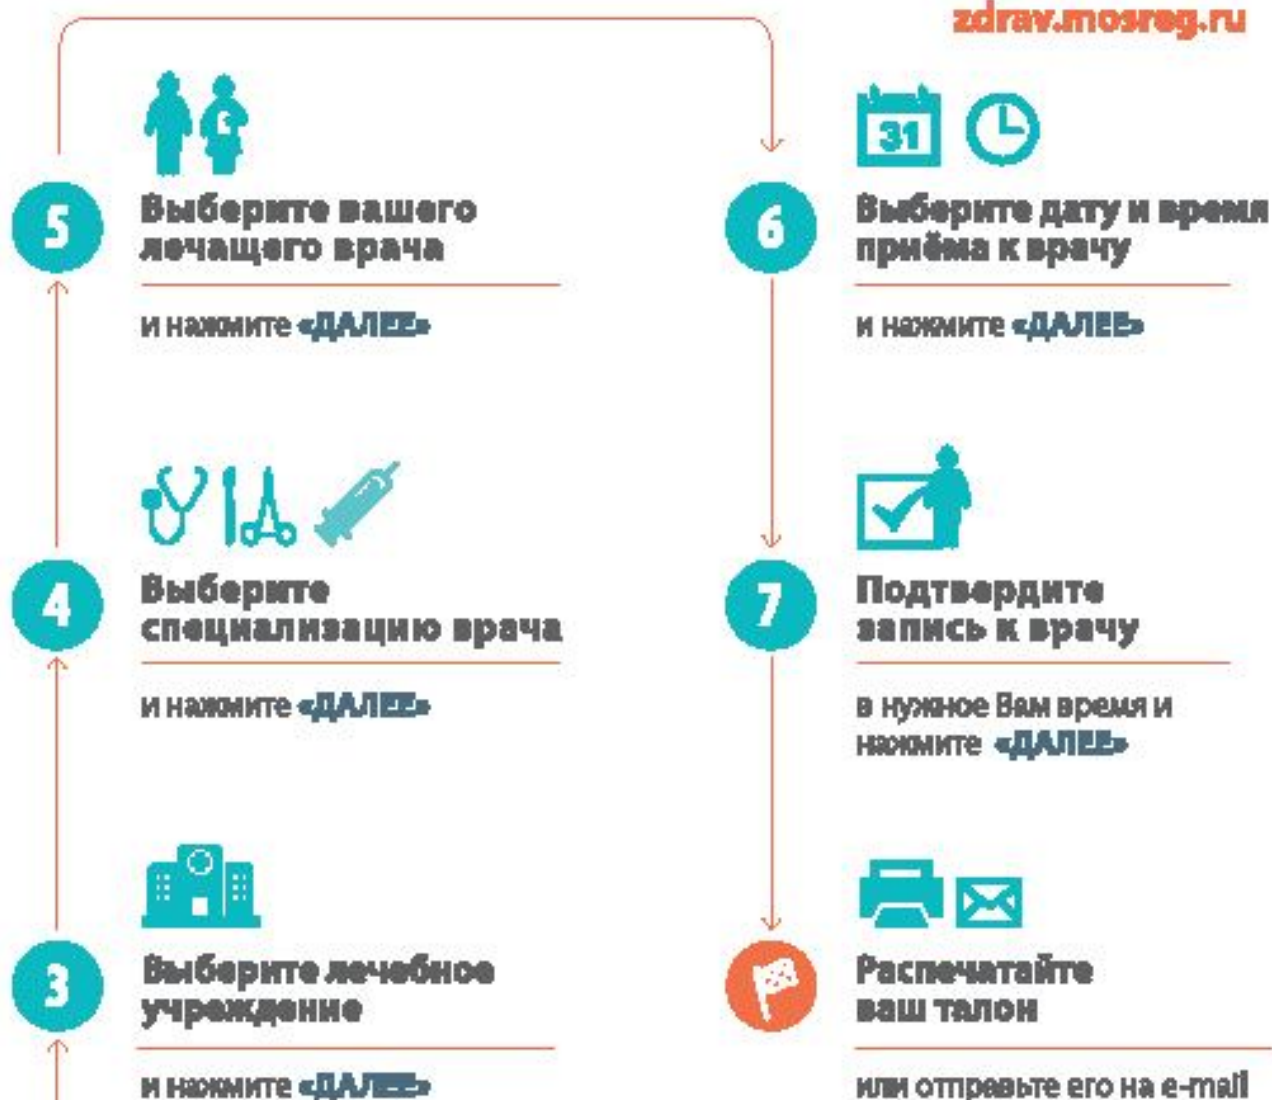 zdrav.mosreg.ru
5
Выберите вашего
лечащего врача
и нажмите «ДАЛЕЕ»
4
Выберите
специализацию врача
и нажмите «ДАЛЕЕ»
3
Выберите лечебное
учреждение
и нажмите «ДАЛЕЕ»
31
6
Выберите дату и время
приёма к врачу
и нажмите «ДАЛЕЕ»
7
Подтвердите
запись к врачу
в нужное Вам время и
нажмите «ДАЛЕЕ»
Распечатайте
ваш талон
или отправьте его на e-mail